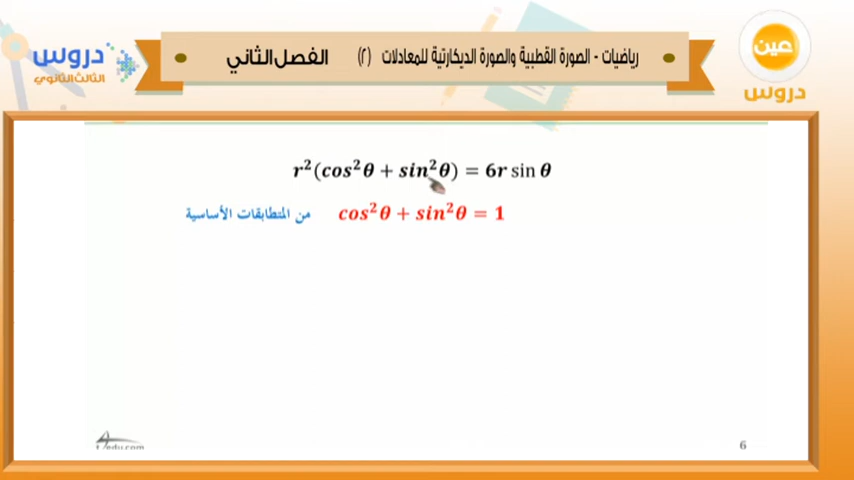 عين
دروس
رياضيات - الصورة القطبية والصورة الديكارتية للمعادلات (٢) الفصل الثاني
دروس
الثالث الثانوي
r²(cos²θ + sin²θ) = 6r sin θ
من المتطابقات الأساسية cos²θ + sin²θ = 1
6